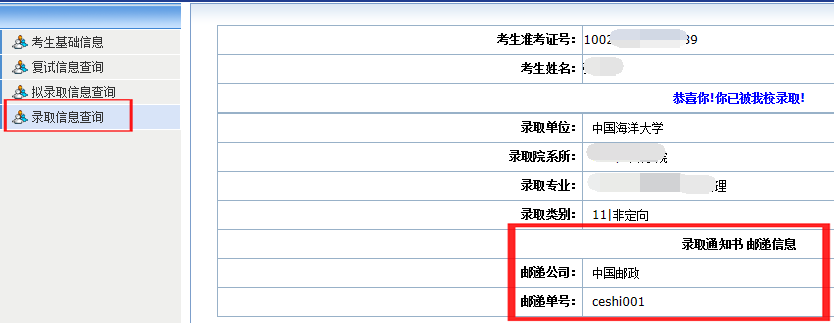 考生基础信息
复试信息查询
拟录取信息查询
录取信息查询
考生准考证号： 1002 39
考生姓名：
恭喜你!你已被我校录取!
录取单位： 中国海洋大学
录取院系所： 院
录取专业： 理
录取类别： 11|非定向
录取通知书 邮递信息
邮递公司： 中国邮政
邮递单号： ceshi001